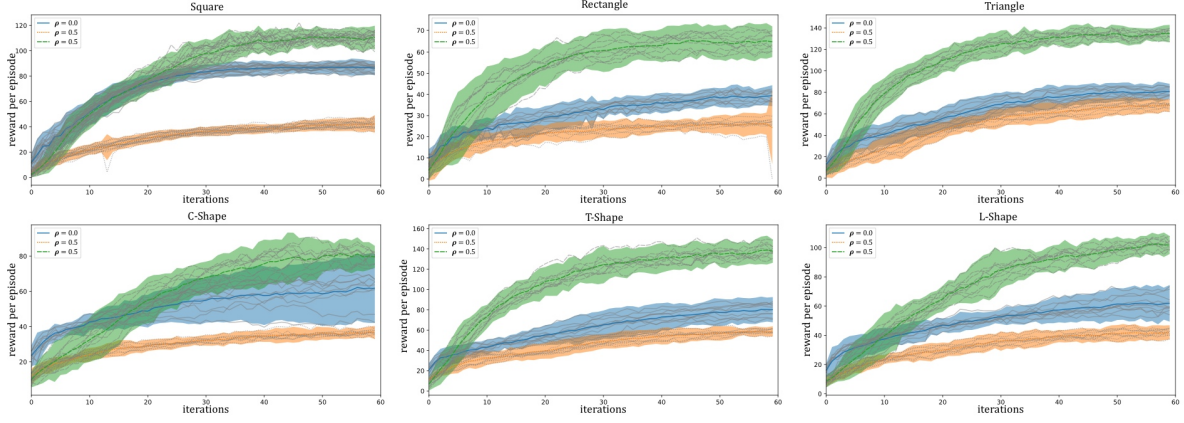 Square
reward per episode
120
100
80
60
40
20
0
ρ = 0.0
ρ = 0.5
ρ = 0.5
0 10 20 30 40 50 60
iterations
Rectangle
reward per episode
70
60
50
40
30
20
10
0
ρ = 0.0
ρ = 0.5
ρ = 0.5
0 10 20 30 40 50 60
iterations
Triangle
reward per episode
140
120
100
80
60
40
20
0
ρ = 0.0
ρ = 0.5
ρ = 0.5
0 10 20 30 40 50 60
iterations
C-Shape
reward per episode
80
60
40
20
ρ = 0.0
ρ = 0.5
ρ = 0.5
0 10 20 30 40 50 60
iterations
T-Shape
reward per episode
160
140
120
100
80
60
40
20
0
ρ = 0.0
ρ = 0.5
ρ = 0.5
0 10 20 30 40 50 60
iterations
L-Shape
reward per episode
100
80
60
40
20
0
ρ = 0.0
ρ = 0.5
ρ = 0.5
0 10 20 30 40 50 60
iterations